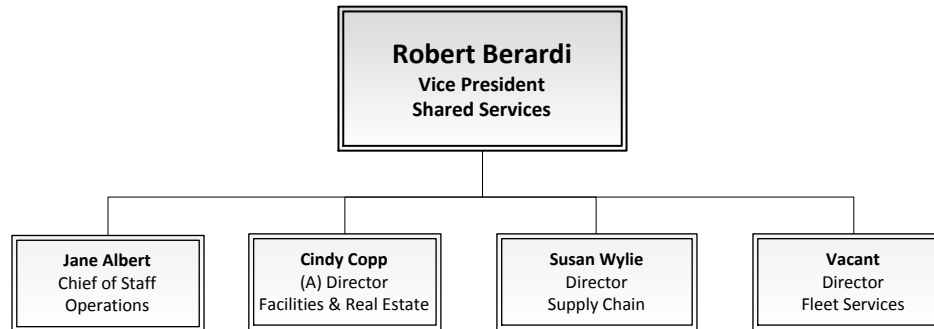 Robert Berardi
Vice President
Shared Services
Jane Albert
Chief of Staff
Operations
Cindy Copp
(A) Director
Facilities & Real Estate
Susan Wylie
Director
Supply Chain
Vacant
Director
Fleet Services